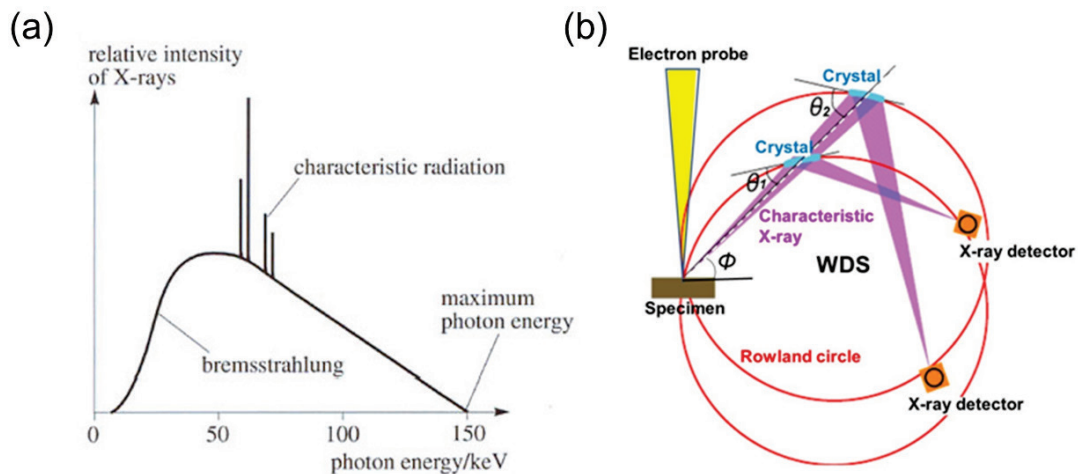 (a)
relative intensity
of X-rays
characteristic radiation
maximum
photon energy
bremsstrahlung
0
50
100
150
photon energy/keV
(b)
Electron probe
Crystal
θ2
Crystal
θ1
Characteristic
X-ray
Φ
WDS
X-ray detector
Specimen
Rowland circle
X-ray detector